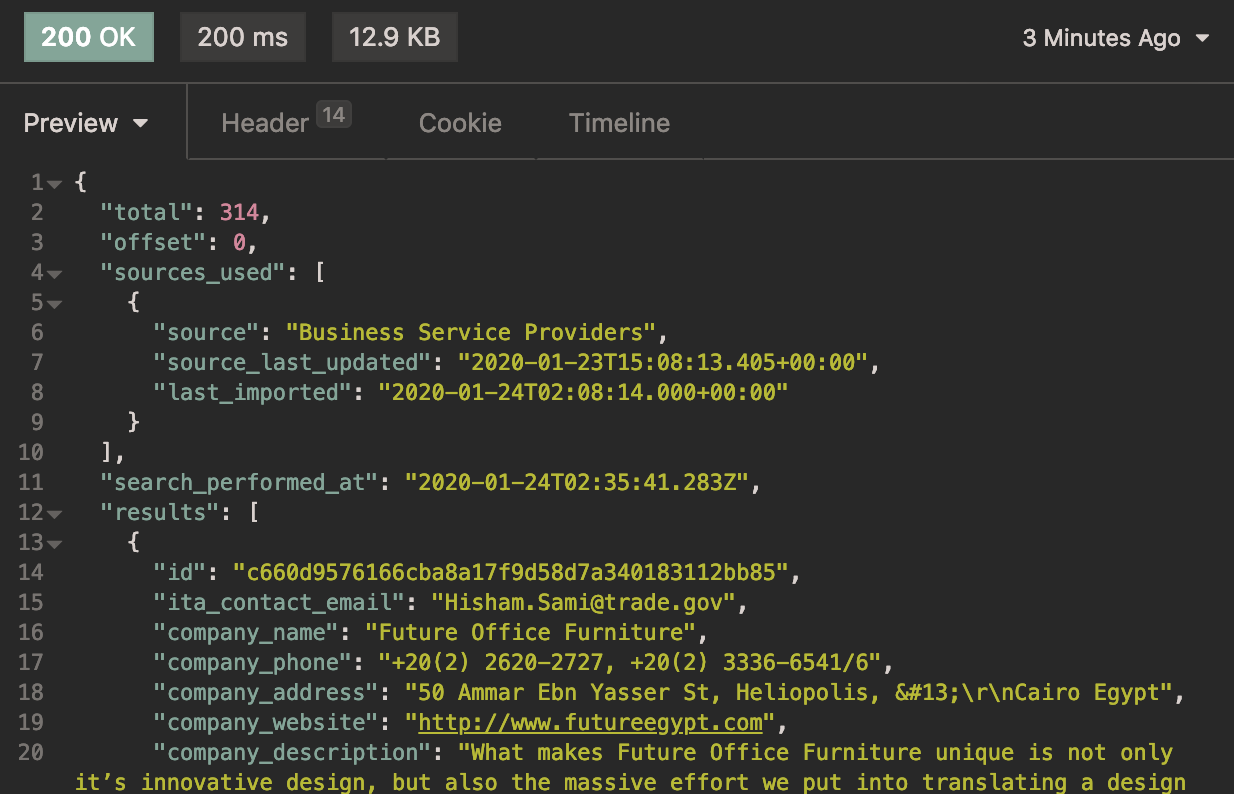 200 OK 200 ms 12.9 KB 3 Minutes Ago
Preview Header 14 Cookie Timeline
1 {
2 "total": 314,
3 "offset": 0,
4 "sources_used": [
5 {
6 "source": "Business Service Providers",
7 "source_last_updated": "2020-01-23T15:08:13.405+00:00",
8 "last_imported": "2020-01-24T02:08:14.000+00:00"
9 }
10 ],
11 "search_performed_at": "2020-01-24T02:35:41.283Z",
12 "results": [
13 {
14 "id": "c660d9576166cba8a17f9d58d7a340183112bb85",
15 "ita_contact_email": "Hisham.Sami@trade.gov",
16 "company_name": "Future Office Furniture",
17 "company_phone": "+20(2) 2620-2727, +20(2) 3336-6541/6",
18 "company_address": "50 Ammar Ebn Yasser St, Heliopolis, &#13;\r\nCairo Egypt",
19 "company_website": "http://www.futureegypt.com",
20 "company_description": "What makes Future Office Furniture unique is not only
it’s innovative design, but also the massive effort we put into translating a design